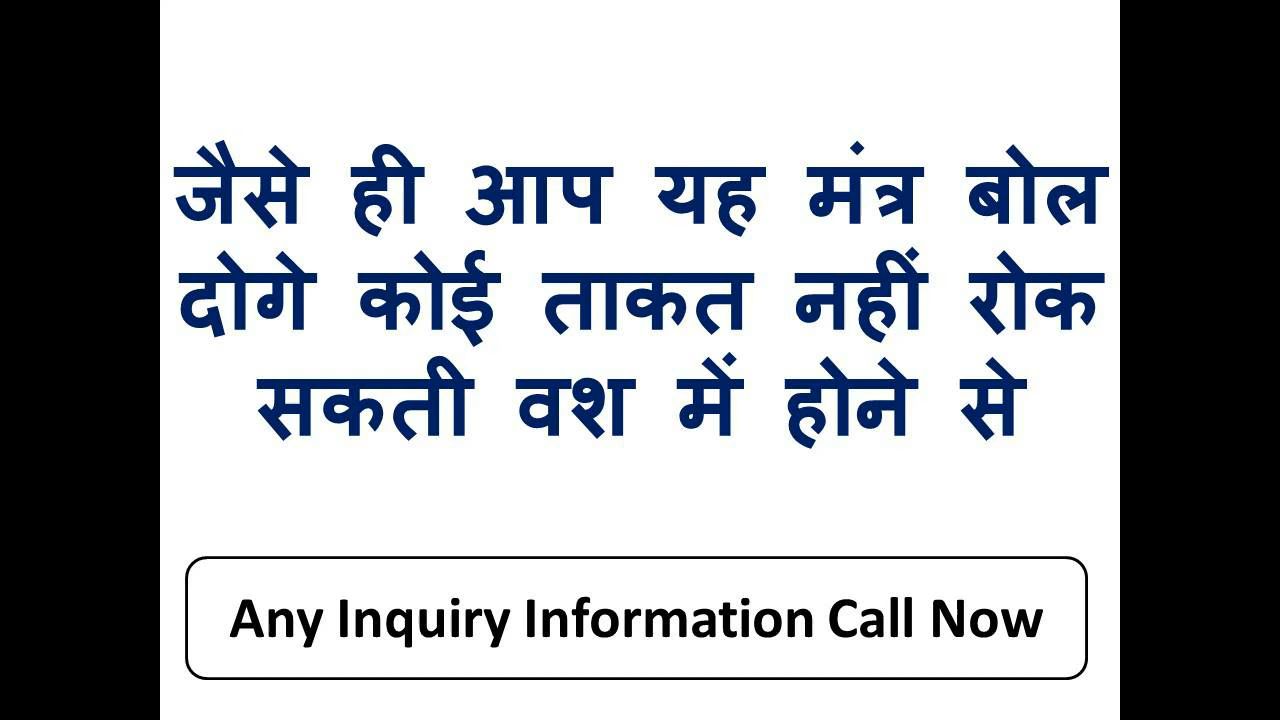 जैसे ही आप यह मंत्र बोल
दोगे कोई ताकत नहीं रोक
सकती वश में होने से
Any Inquiry Information Call Now